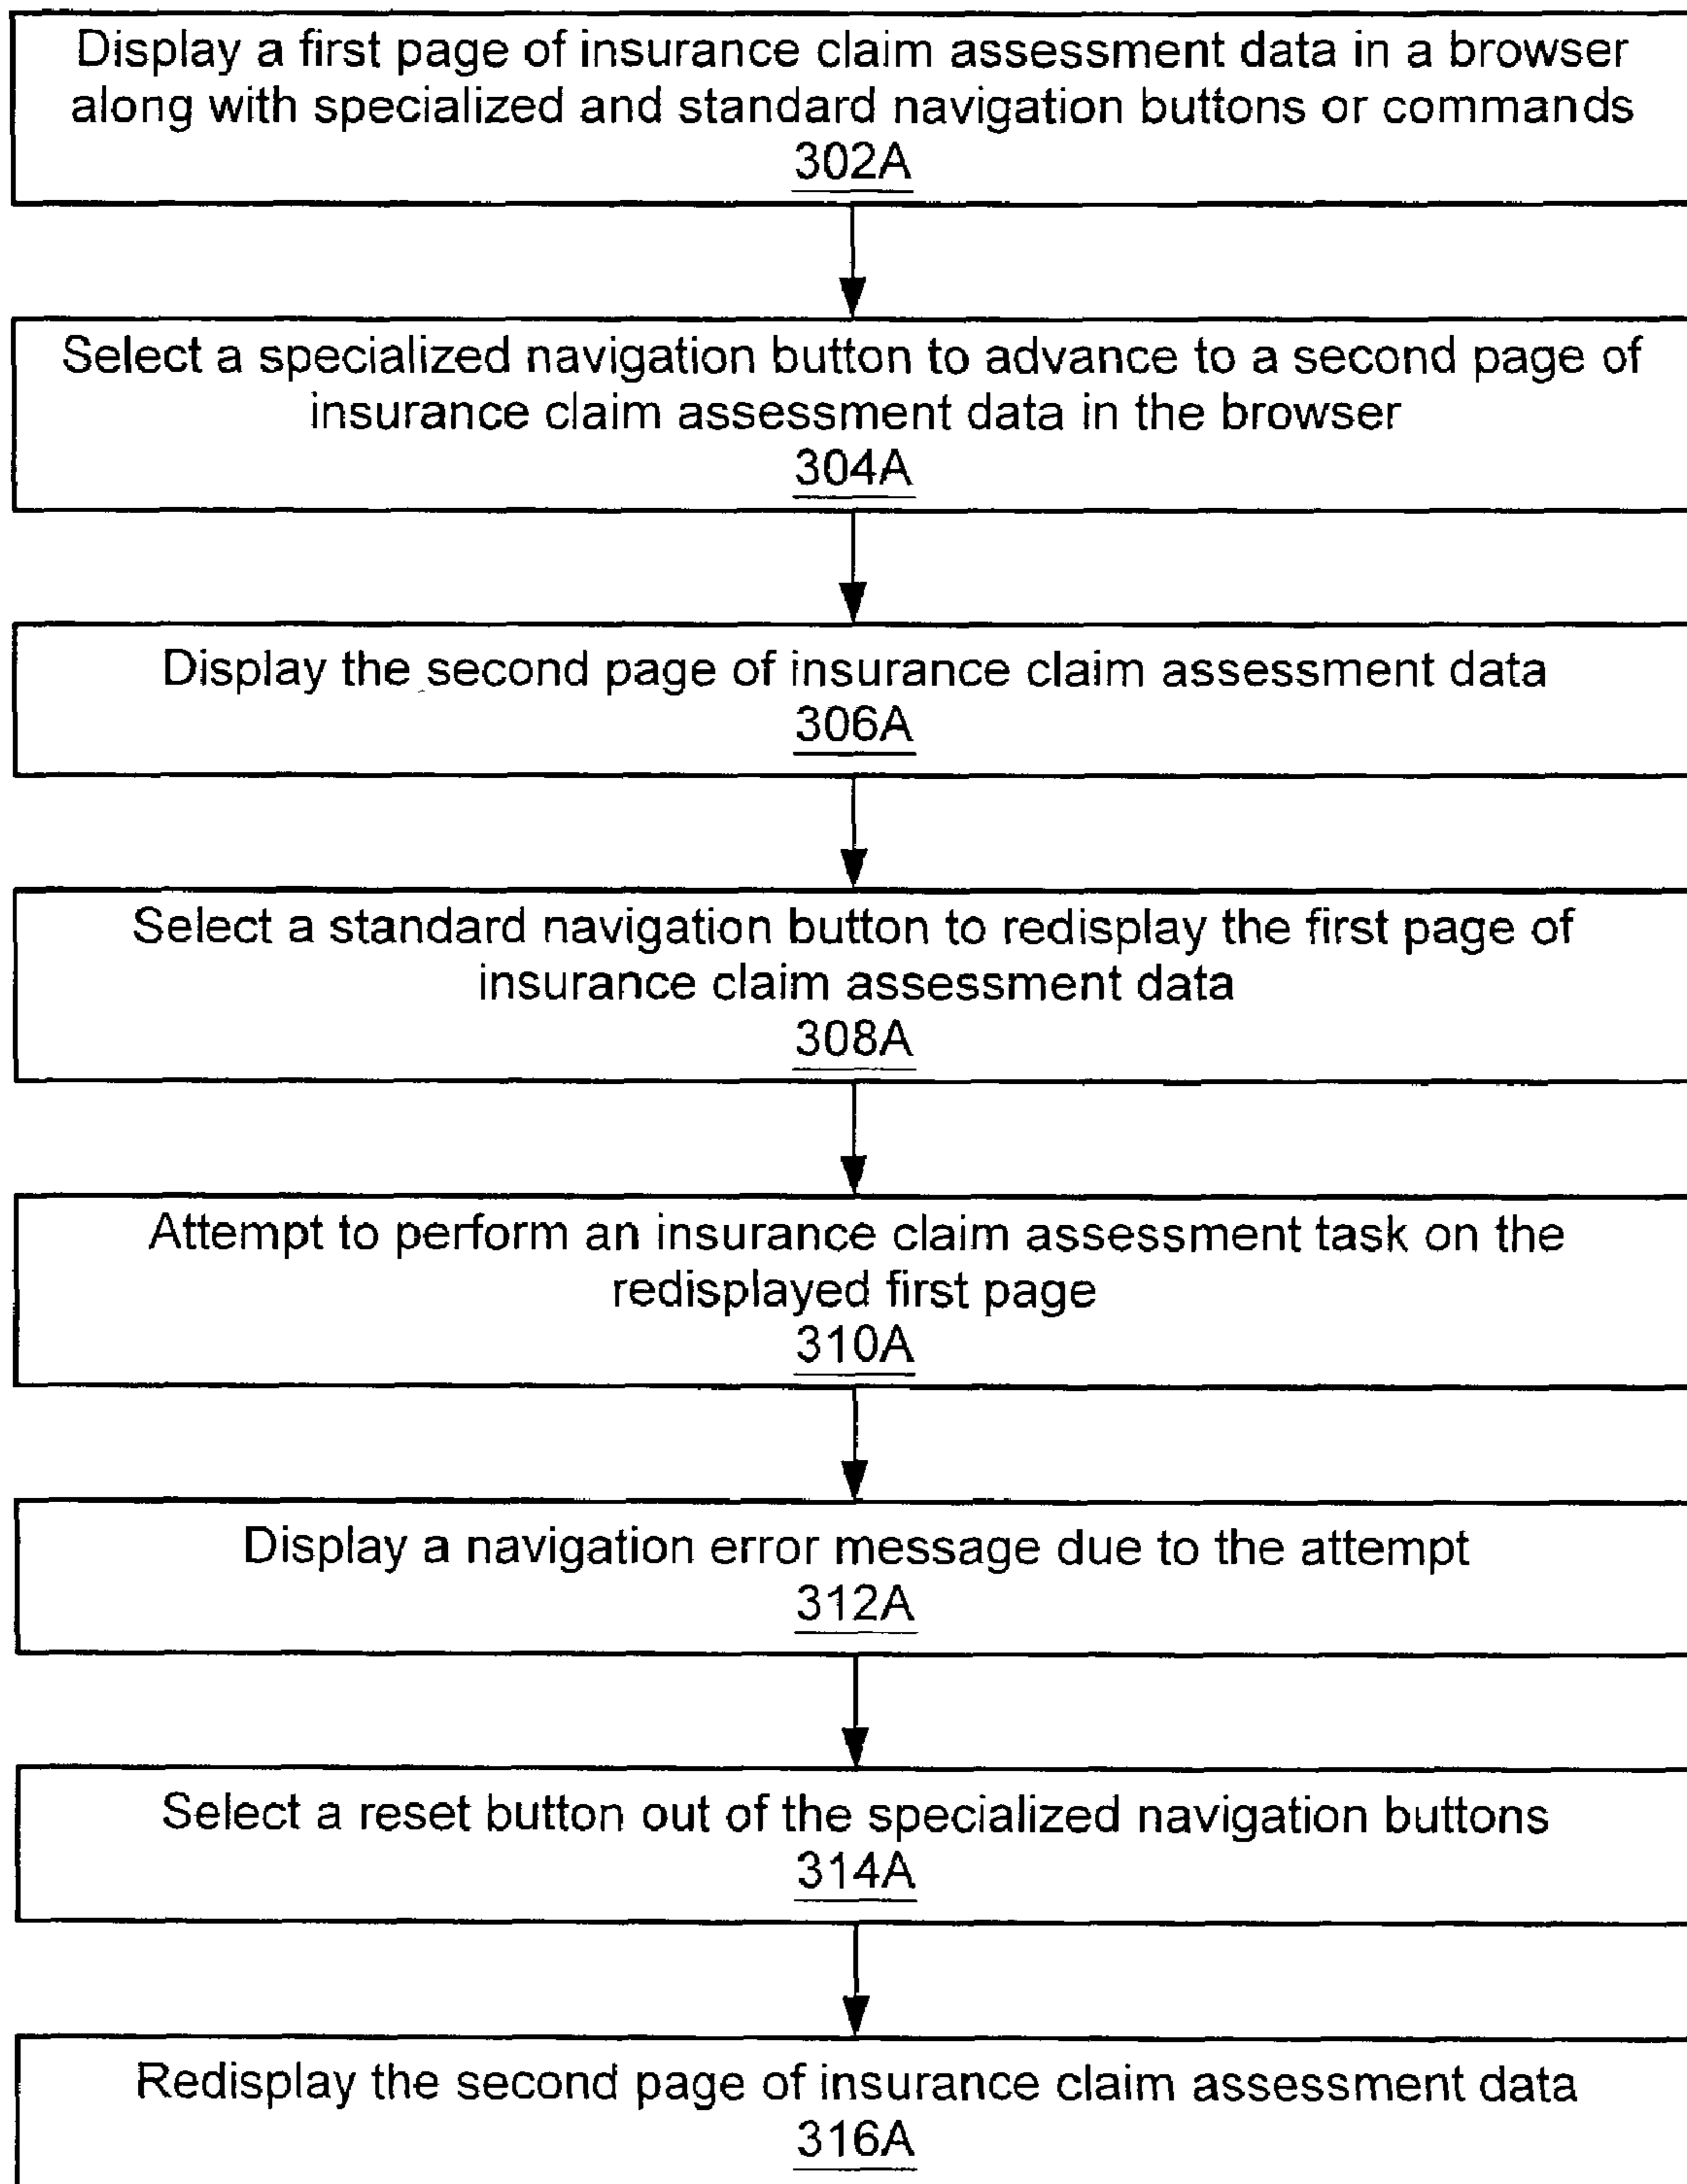 Display a first page of insurance claim assessment data in a browser
along with specialized and standard navigation buttons or commands
302A
Select a specialized navigation button to advance to a second page of
insurance claim assessment data in the browser
304A
Display the second page of insurance claim assessment data
306A
Select a standard navigation button to redisplay the first page of
insurance claim assessment data
308A
Attempt to perform an insurance claim assessment task on the
redisplayed first page
310A
Display a navigation error message due to the attempt
312A
Select a reset button out of the specialized navigation buttons
314A
Redisplay the second page of insurance claim assessment data
316A